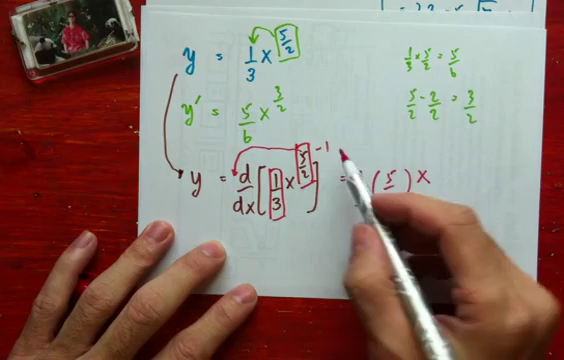 y = 1/3 x^(5/2)
1/3 × 5/2 = 5/6
y' = 5/6 x^(3/2)
5/2 - 2/2 = 3/2
y = d/dx [1/3 x^(5/2)] -1 = (5/ ) x